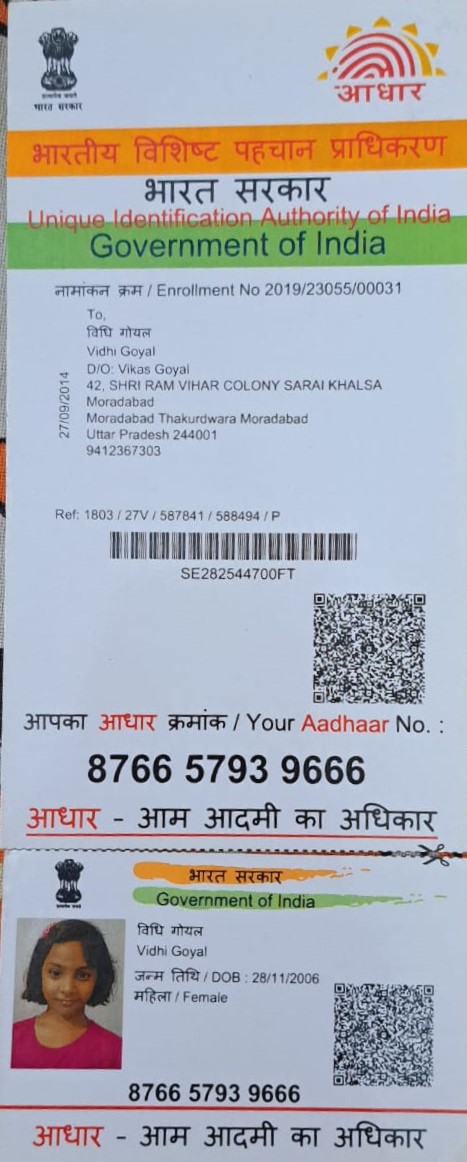 भारत सरकार
आधार
भारतीय विशिष्ट पहचान प्राधिकरण
भारत सरकार
Unique Identification Authority of India
Government of India
नामांकन क्रम / Enrollment No 2019/23055/00031
To,
विधि गोयल
Vidhi Goyal
D/O: Vikas Goyal
42, SHRI RAM VIHAR COLONY SARAI KHALSA
Moradabad
Moradabad Thakurdwara Moradabad
Uttar Pradesh 244001
9412367303
27/09/2014
Ref: 1803 / 27V / 587841 / 588494 / P
SE282544700FT
आपका आधार क्रमांक / Your Aadhaar No. :
8766 5793 9666
आधार - आम आदमी का अधिकार
भारत सरकार
Government of India
विधि गोयल
Vidhi Goyal
जन्म तिथि / DOB : 28/11/2006
महिला / Female
8766 5793 9666
आधार - आम आदमी का अधिकार